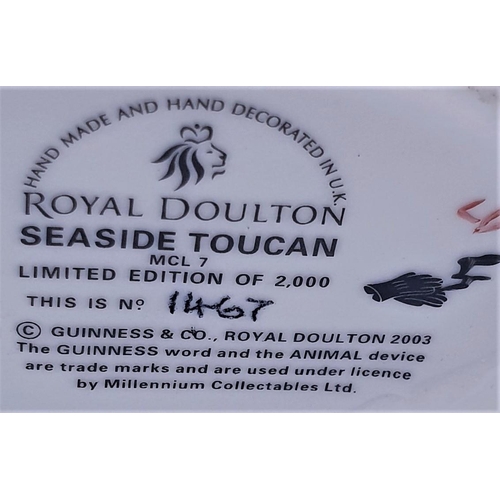 HAND MADE AND HAND DECORATED IN U.K.
ROYAL DOULTON
SEASIDE TOUCAN
MCL 7
LIMITED EDITION OF 2,000
THIS IS Nº 1467
© GUINNESS & CO., ROYAL DOULTON 2003
The GUINNESS word and the ANIMAL device
are trade marks and are used under licence
by Millennium Collectables Ltd.